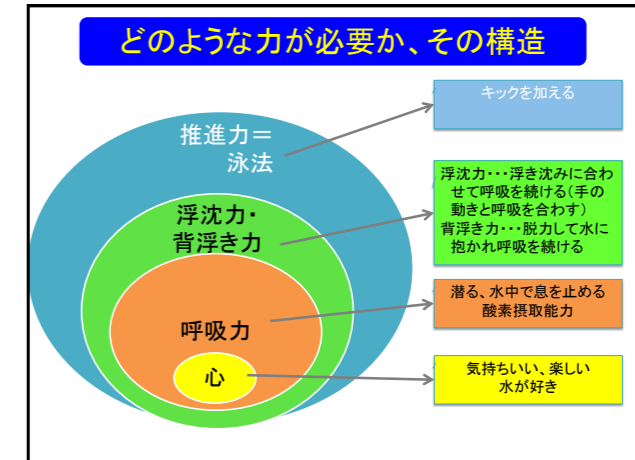 どのような力が必要か、その構造
推進力＝
泳法
浮沈力・
背浮き力
呼吸力
心
キックを加える
浮沈力・・・浮き沈みに合わ
せて呼吸を続ける（手の
動きと呼吸を合わす）
背浮き力・・・脱力して水に
抱かれ呼吸を続ける
潜る、水中で息を止める
酸素摂取能力
気持ちいい、楽しい
水が好き